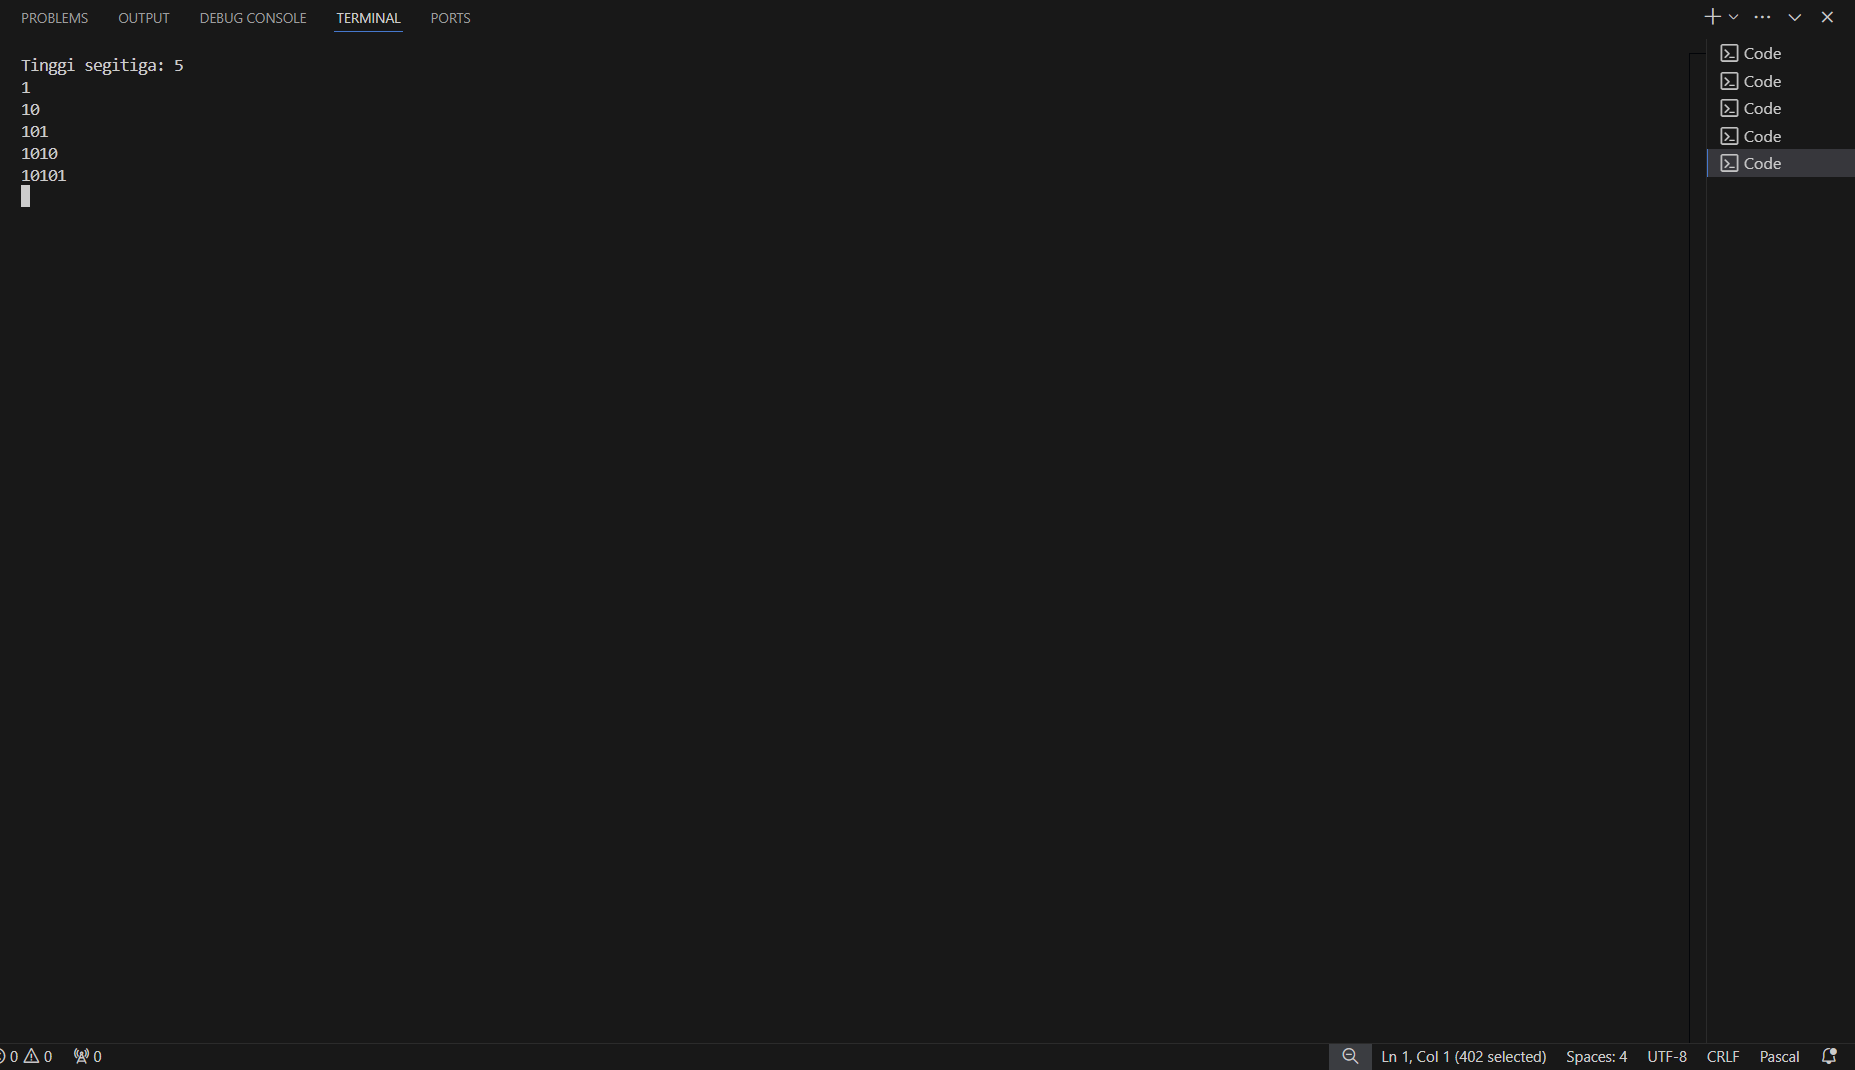 PROBLEMS OUTPUT DEBUG CONSOLE TERMINAL PORTS
Tinggi segitiga: 5
1
10
101
1010
10101
Code
Code
Code
Code
Code
0 0 0 Ln 1, Col 1 (402 selected) Spaces: 4 UTF-8 CRLF Pascal